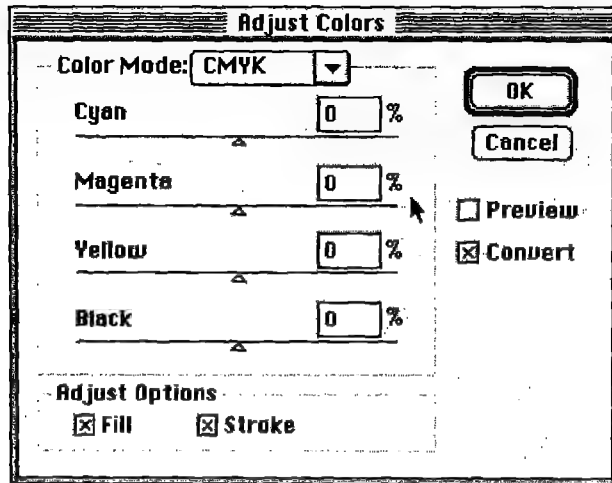 Adjust Colors
Color Mode: CMYK
OK
Cyan 0 %
Cancel
Magenta 0 %
Preview
Yellow 0 %
Convert
Black 0 %
Adjust Options
Fill Stroke